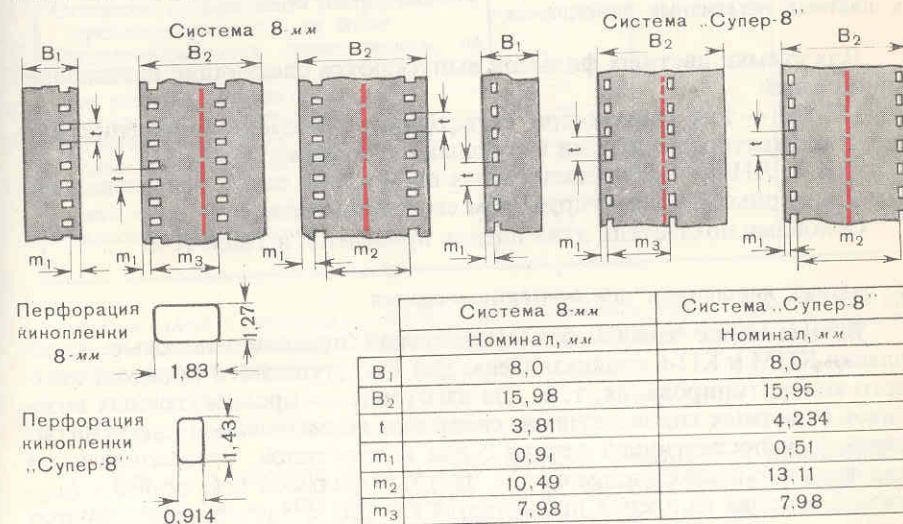 Система 8-мм
Система „Супер-8"
B₁ B₂ B₂ B₁ B₂ B₂
t t t t t t
m₁ m₁ m₃ m₁ m₂ m₁ m₁ m₃ m₁ m₂
Перфорация
кинопленки
8-мм
1,27
1,83
Перфорация
кинопленки
„Супер-8"
1,43
0,914
Система 8-мм Система „Супер-8"
Номинал, мм Номинал, мм
B₁ 8,0 8,0
B₂ 15,98 15,95
t 3,81 4,234
m₁ 0,91 0,51
m₂ 10,49 13,11
m₃ 7,98 7.98